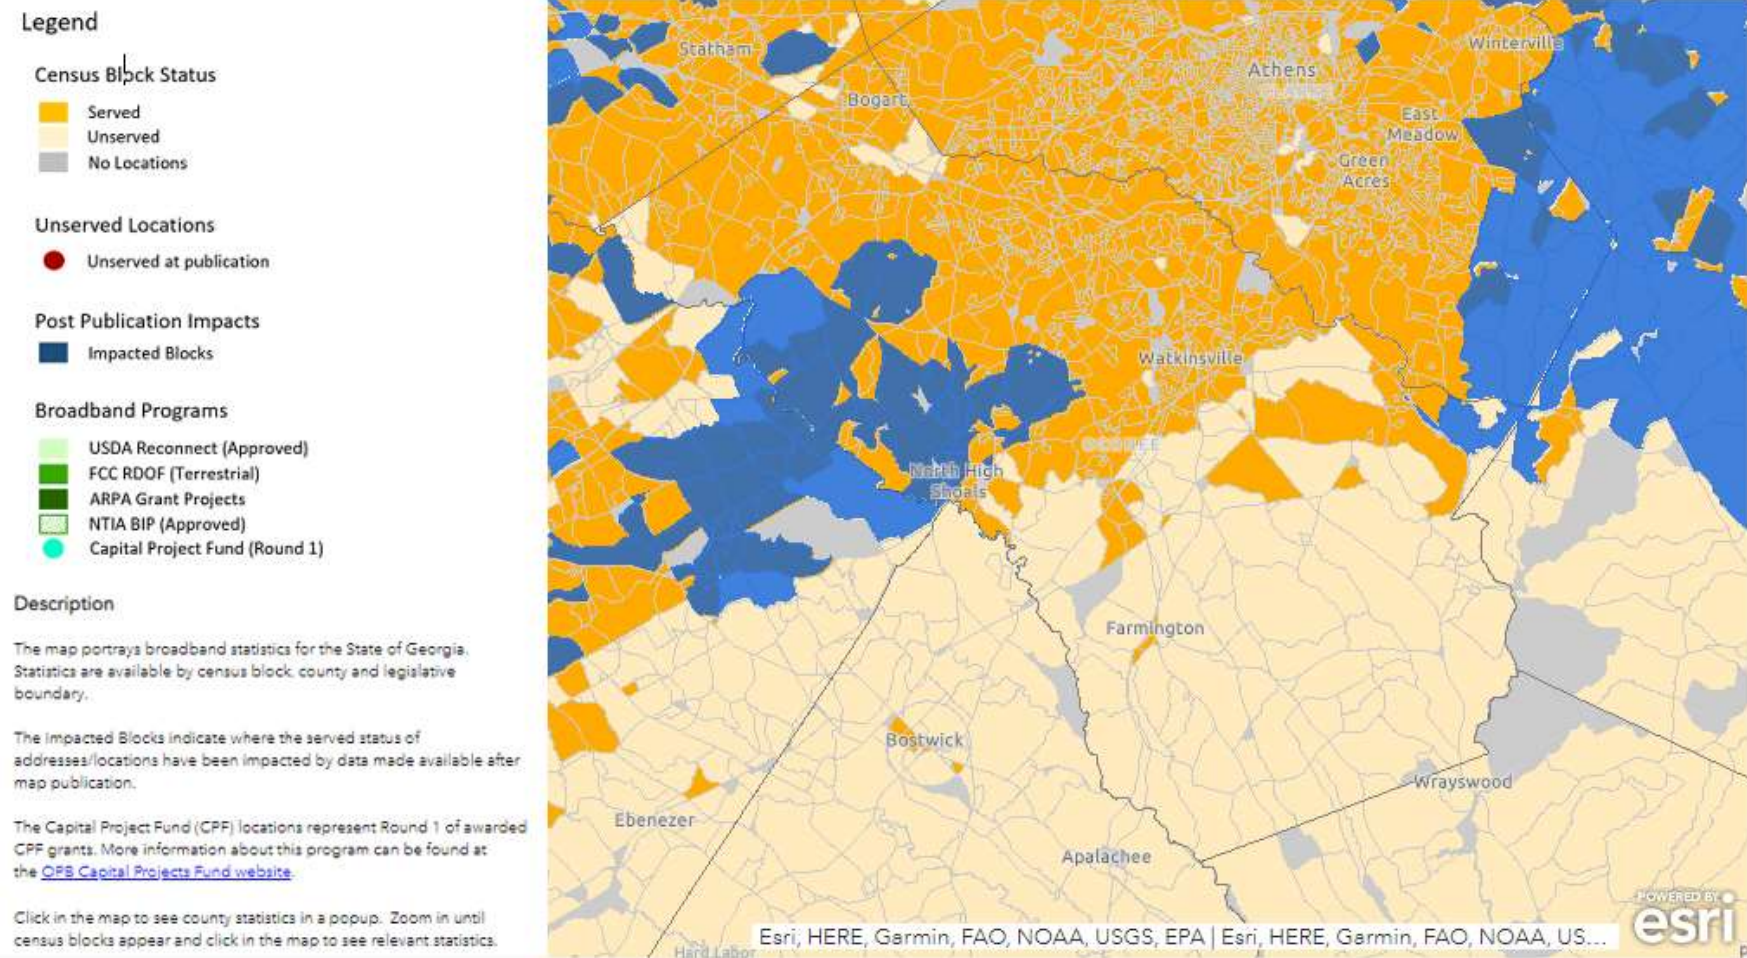 Legend
Census Block Status
Served
Unserved
No Locations
Unserved Locations
Unserved at publication
Post Publication Impacts
Impacted Blocks
Broadband Programs
USDA Reconnect (Approved)
FCC RDOF (Terrestrial)
ARPA Grant Projects
NTIA BIP (Approved)
Capital Project Fund (Round 1)
Description
The map portrays broadband statistics for the State of Georgia.
Statistics are available by census block, county and legislative
boundary.
The Impacted Blocks indicate where the served status of
addresses/locations have been impacted by data made available after
map publication.
The Capital Project Fund (CPF) locations represent Round 1 of awarded
CPF grants. More information about this program can be found at
the OPB Capital Projects Fund website.
Click in the map to see county statistics in a popup. Zoom in until
census blocks appear and click in the map to see relevant statistics.
Statham
Winterville
Athens
Bogart
East
Meadow
Green
Acres
Watkinsville
OCONEE
North High
Shoals
Farmington
Bostwick
Wrayswood
Ebenezer
Apalachee
Hard Labor
Esri, HERE, Garmin, FAO, NOAA, USGS, EPA | Esri, HERE, Garmin, FAO, NOAA, US...
POWERED BY
esri